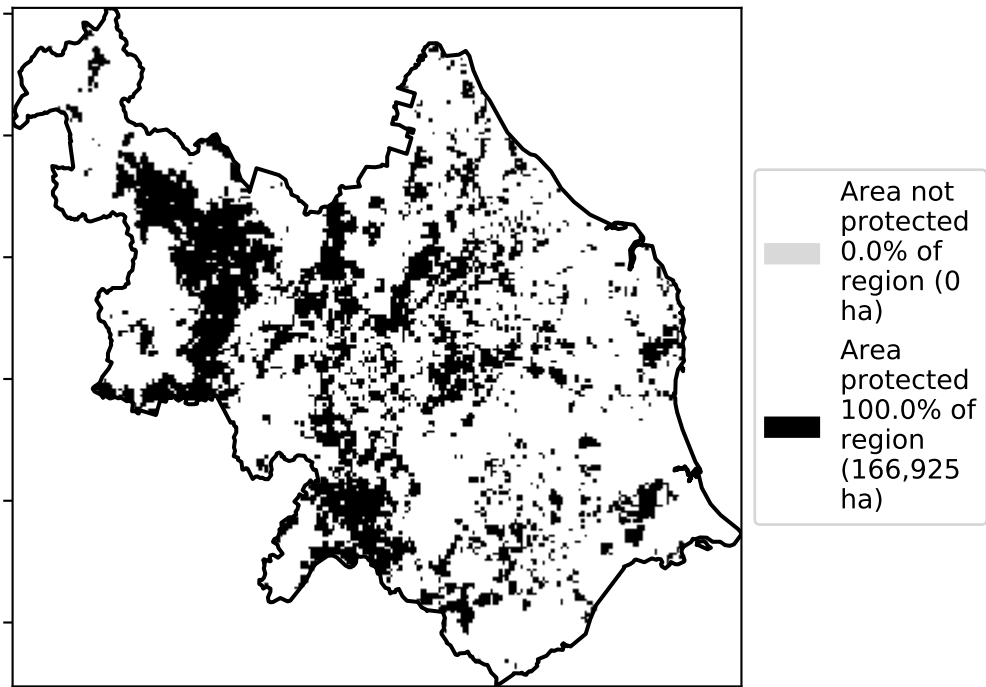 Area not
protected
0.0% of
region (0
ha)
Area
protected
100.0% of
region
(166,925
ha)